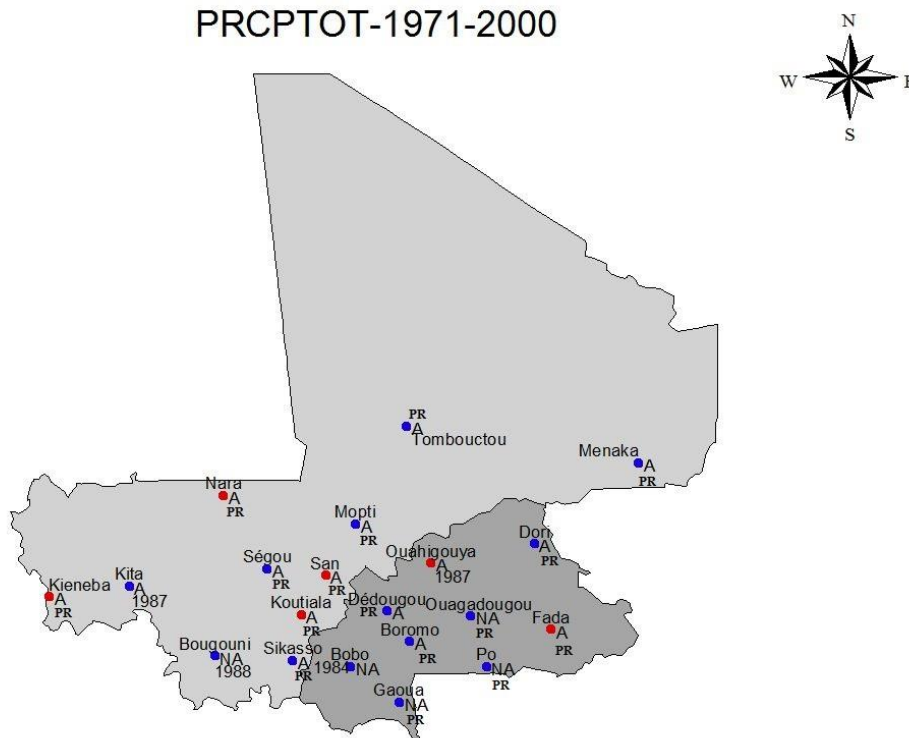 PRCPTOT-1971-2000
N
W
E
S
PR
A
Tombouctou
Menaka
A
PR
Nara
A
PR
Mopti
A
PR
Dori
A
PR
Ouahigouya
A
1987
Ségou
A
PR
San
A
PR
Kieneba
A
PR
Kita
A
1987
Koutiala
A
PR
Dédougou
PR
A
Ouagadougou
NA
PR
Fada
A
PR
Boromo
A
PR
Bougouni
NA
1988
Sikasso
A
PR
1984
Bobo
NA
Po
NA
PR
Gaoua
NA
PR